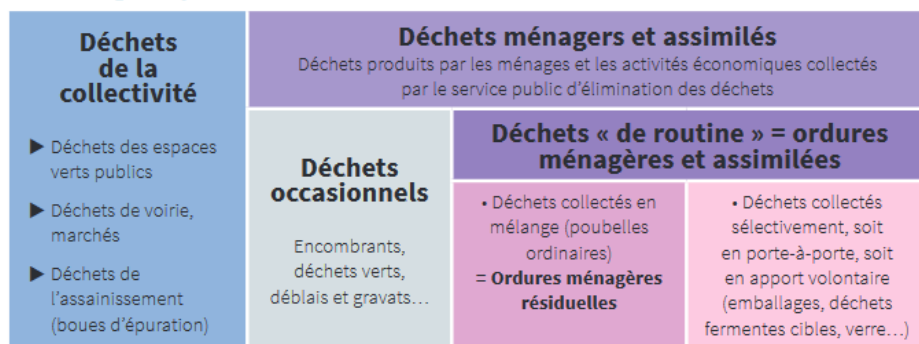 Déchets
de la
collectivité
▶ Déchets des espaces
verts publics
▶ Déchets de voirie,
marchés
▶ Déchets de
l'assainissement
(boues d'épuration)
Déchets ménagers et assimilés
Déchets produits par les ménages et les activités économiques collectés
par le service public d'élimination des déchets
Déchets
occasionnels
Encombrants,
déchets verts,
déblais et gravats…
Déchets « de routine » = ordures
ménagères et assimilées
• Déchets collectés en
mélange (poubelles
ordinaires)
= Ordures ménagères
résiduelles
• Déchets collectés
sélectivement, soit
en porte-à-porte, soit
en apport volontaire
(emballages, déchets
fermentes cibles, verre…)